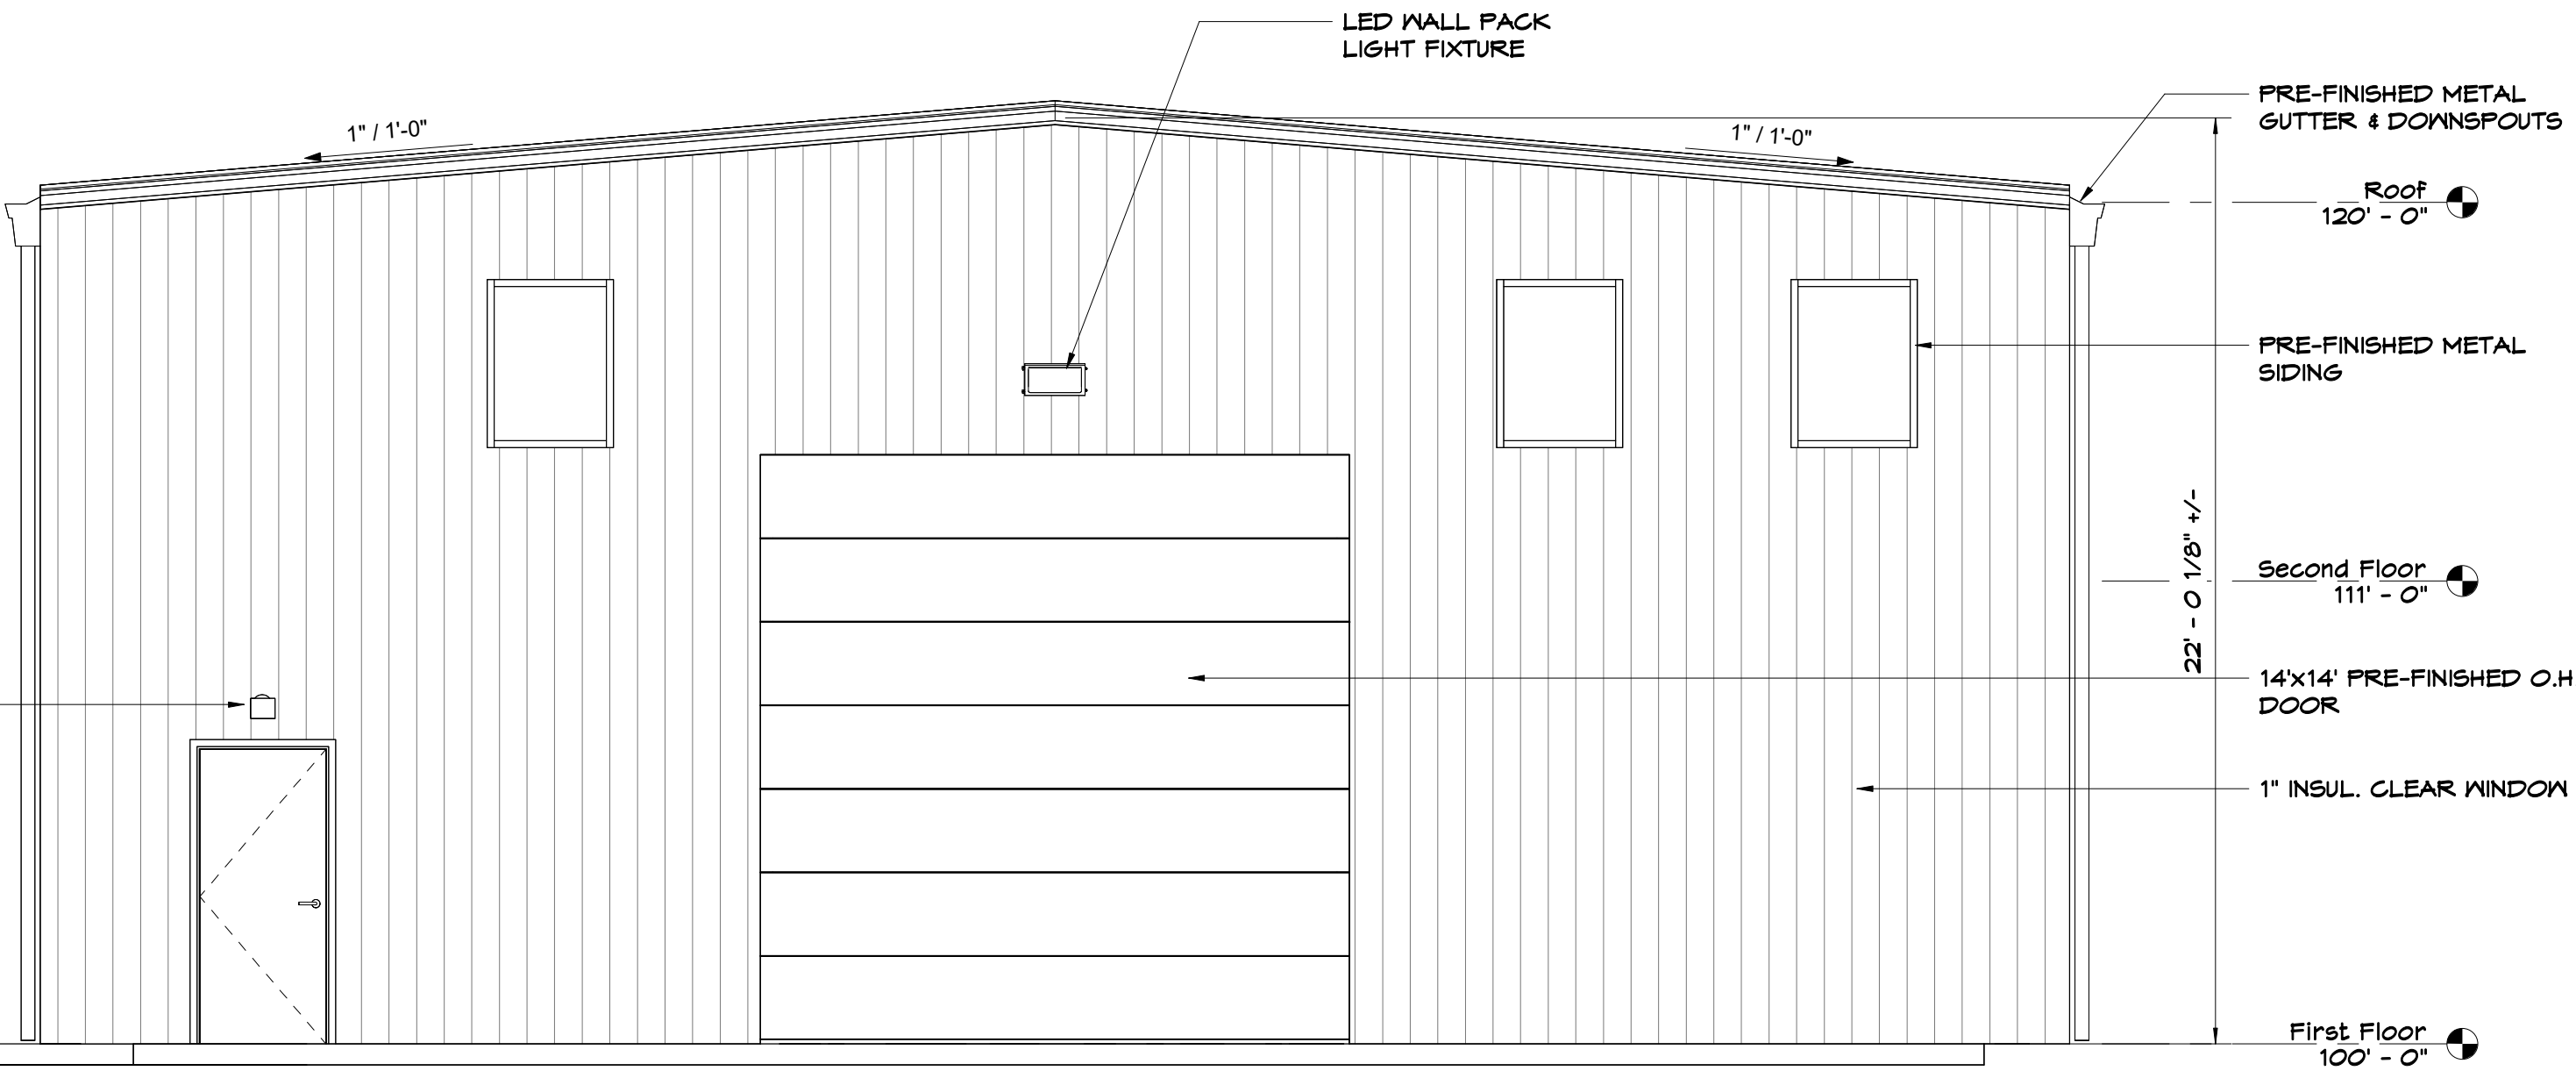 LED WALL PACK
LIGHT FIXTURE
PRE-FINISHED METAL
GUTTER & DOWNSPOUTS
1" / 1'-0"
1" / 1'-0"
Roof
120' - 0"
PRE-FINISHED METAL
SIDING
22' - 0 1/8" +/-
Second Floor
111' - 0"
14'x14' PRE-FINISHED O.H
DOOR
1" INSUL. CLEAR WINDOW
First Floor
100' - 0"